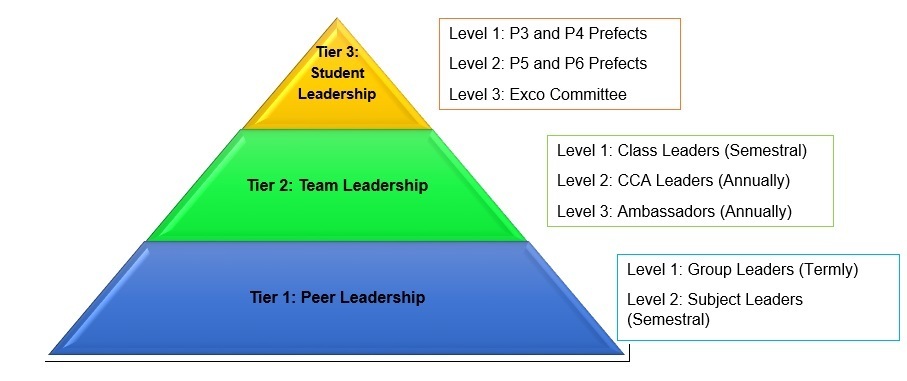 Tier 3:
Student
Leadership
Level 1: P3 and P4 Prefects
Level 2: P5 and P6 Prefects
Level 3: Exco Committee
Tier 2: Team Leadership
Level 1: Class Leaders (Semestral)
Level 2: CCA Leaders (Annually)
Level 3: Ambassadors (Annually)
Tier 1: Peer Leadership
Level 1: Group Leaders (Termly)
Level 2: Subject Leaders
(Semestral)